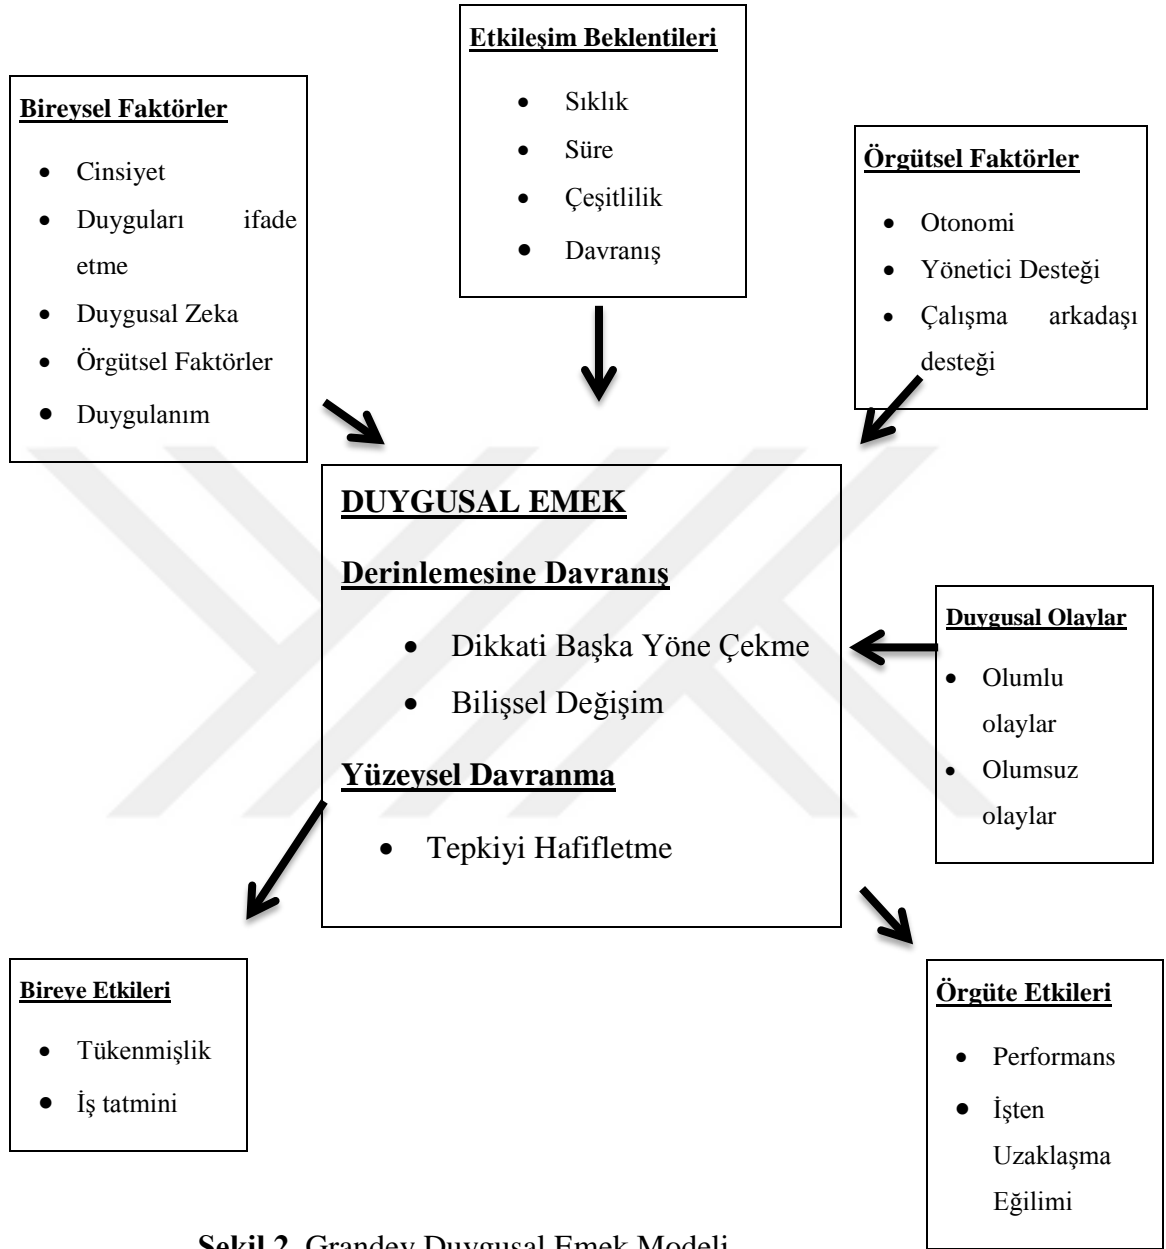 Etkileşim Beklentileri
• Sıklık
• Süre
• Çeşitlilik
• Davranış
Bireysel Faktörler
• Cinsiyet
• Duyguları ifade
etme
• Duygusal Zeka
• Örgütsel Faktörler
• Duygulanım
Örgütsel Faktörler
• Otonomi
• Yönetici Desteği
• Çalışma arkadaşı
desteği
DUYGUSAL EMEK
Derinlemesine Davranış
• Dikkati Başka Yöne Çekme
• Bilişsel Değişim
Yüzeysel Davranma
• Tepkiyi Hafifletme
Duygusal Olaylar
• Olumlu
olaylar
• Olumsuz
olaylar
Bireye Etkileri
• Tükenmişlik
• İş tatmini
Örgüte Etkileri
• Performans
• İşten
Uzaklaşma
Eğilimi
Şekil 2. Grandey Duygusal Emek Modeli